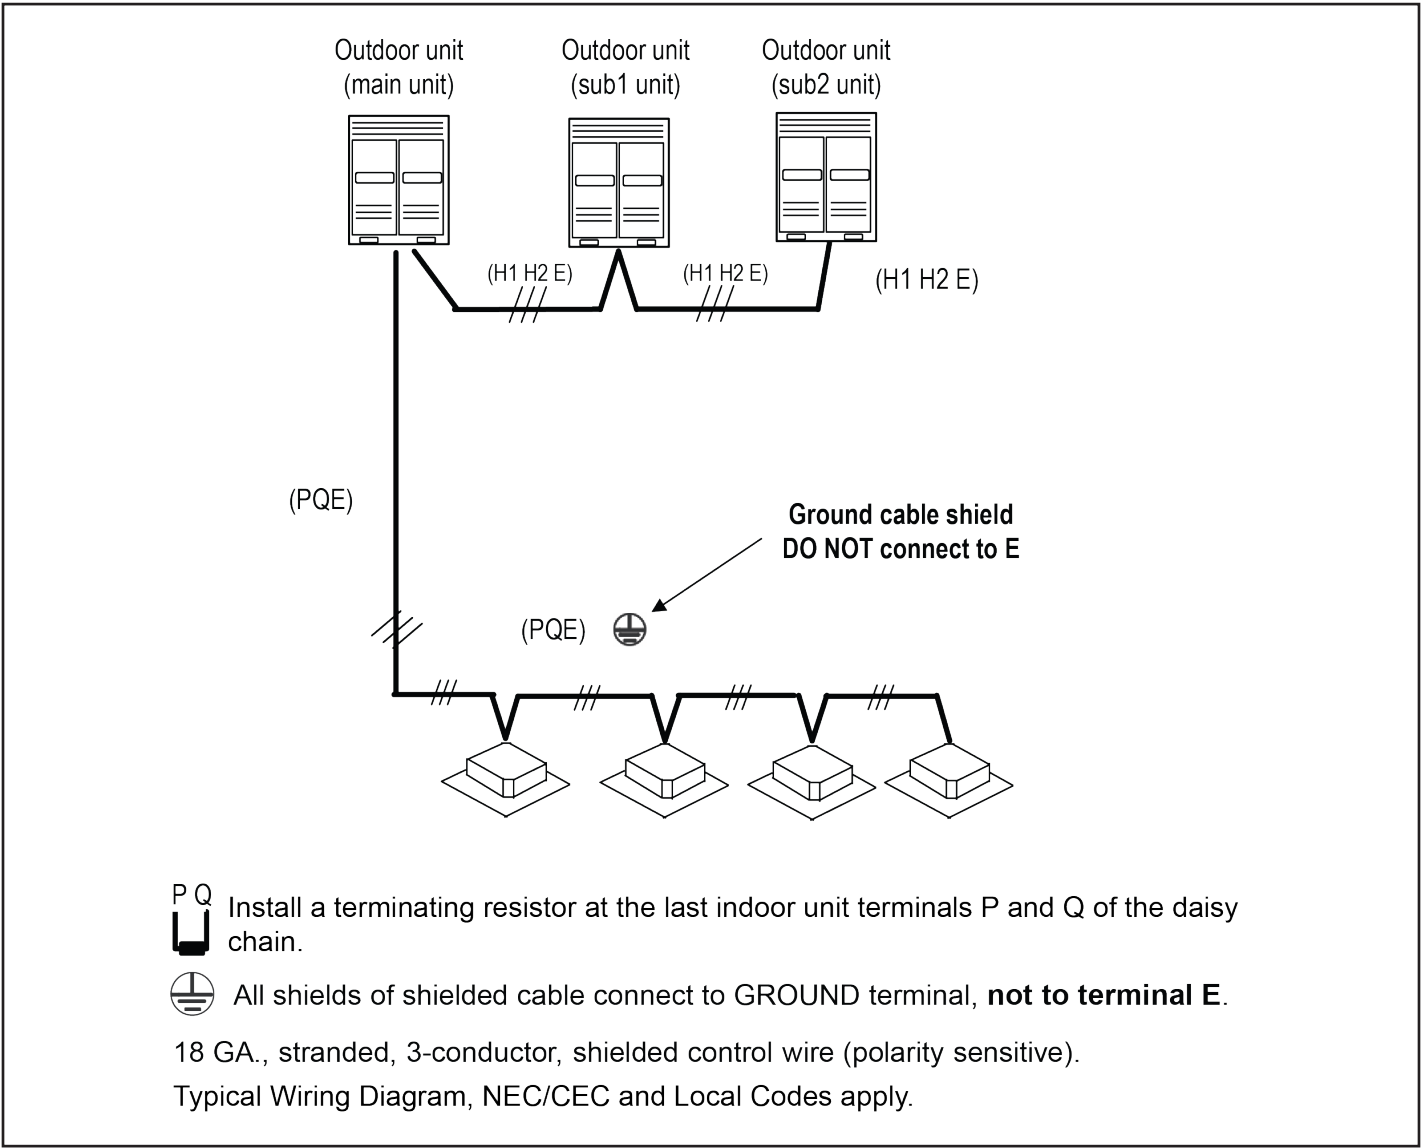 Outdoor unit
(main unit)
Outdoor unit
(sub1 unit)
Outdoor unit
(sub2 unit)
(H1 H2 E)
(H1 H2 E)
(H1 H2 E)
(PQE)
Ground cable shield
DO NOT connect to E
(PQE)
P Q
Install a terminating resistor at the last indoor unit terminals P and Q of the daisy
chain.
All shields of shielded cable connect to GROUND terminal, not to terminal E.
18 GA., stranded, 3-conductor, shielded control wire (polarity sensitive).
Typical Wiring Diagram, NEC/CEC and Local Codes apply.